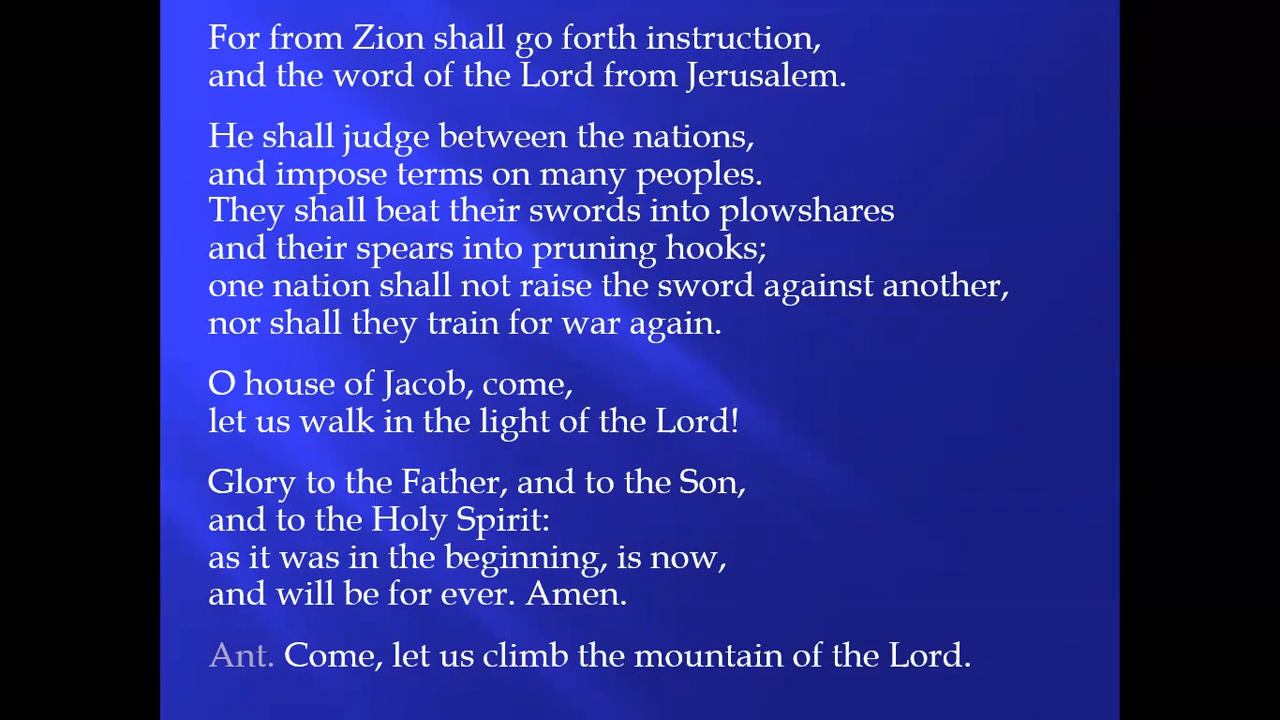 For from Zion shall go forth instruction,
and the word of the Lord from Jerusalem.
He shall judge between the nations,
and impose terms on many peoples.
They shall beat their swords into plowshares
and their spears into pruning hooks;
one nation shall not raise the sword against another,
nor shall they train for war again.
O house of Jacob, come,
let us walk in the light of the Lord!
Glory to the Father, and to the Son,
and to the Holy Spirit:
as it was in the beginning, is now,
and will be for ever. Amen.
Ant. Come, let us climb the mountain of the Lord.